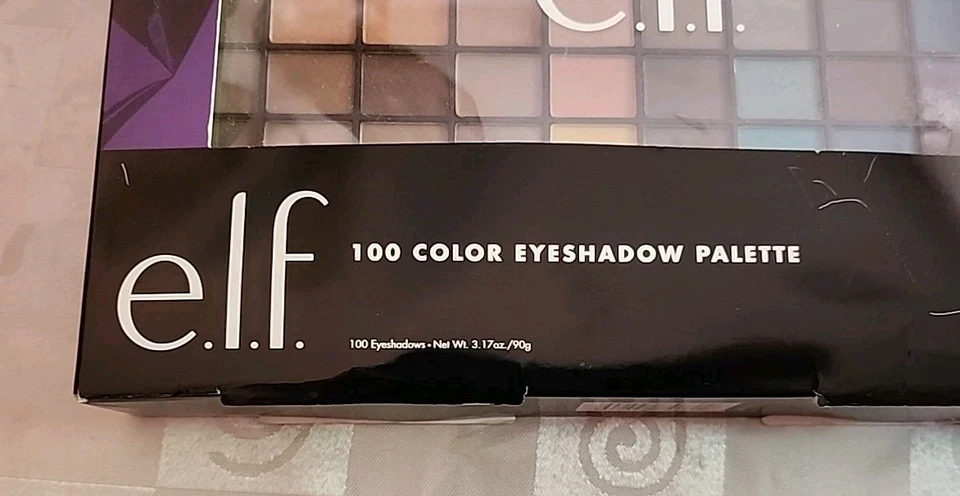 e.l.f.
e.l.f.
100 COLOR EYESHADOW PALETTE
100 Eyeshadows - Net Wt. 3.17oz./90g